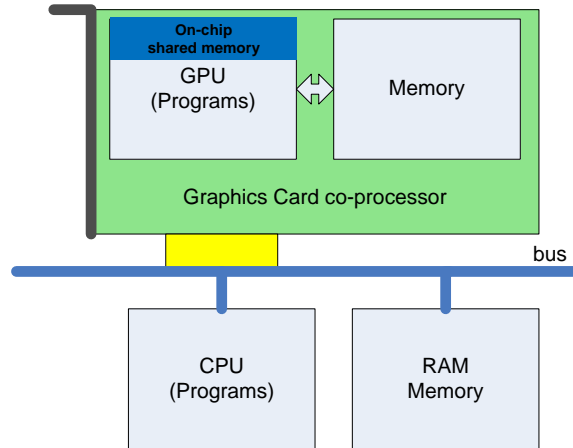 On-chip
shared memory
GPU
(Programs)
Memory
Graphics Card co-processor
bus
CPU
(Programs)
RAM
Memory